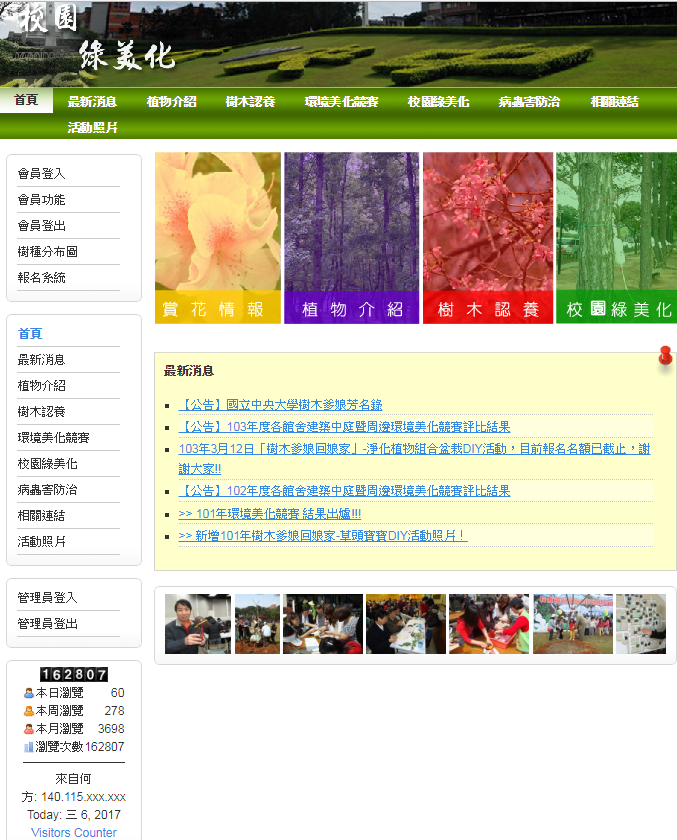 校園
綠美化
首頁 最新消息 植物介紹 樹木認養 環境美化競賽 校園綠美化 病蟲害防治 相關連結
活動照片
會員登入
會員功能
會員登出
樹種分布圖
報名系統
賞花情報 植物介紹 樹木認養 校園綠美化
首頁
最新消息
植物介紹
樹木認養
環境美化競賽
校園綠美化
病蟲害防治
相關連結
活動照片
最新消息
【公告】國立中央大學樹木爹娘芳名錄
【公告】103年度各館舍建築中庭暨周邊環境美化競賽評比結果
103年3月12日「樹木爹娘回娘家」-淨化植物組合盆栽DIY活動，目前報名名額已截止，謝
謝大家!!
【公告】102年度各館舍建築中庭暨周邊環境美化競賽評比結果
>> 101年環境美化競賽 結果出爐!!!
>> 新增101年樹木爹娘回娘家-草頭寶寶DIY活動照片！
管理員登入
管理員登出
162807
本日瀏覽 60
本周瀏覽 278
本月瀏覽 3698
瀏覽次數 162807
來自何
方: 140.115.xxx.xxx
Today: 三 6, 2017
Visitors Counter